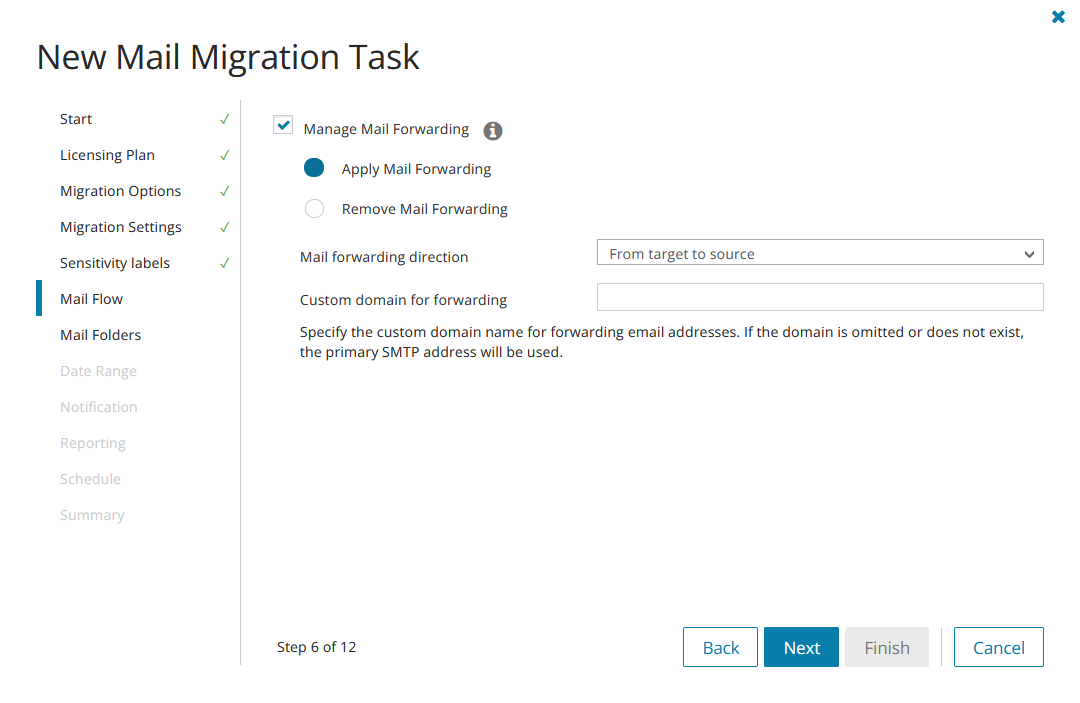 New Mail Migration Task
Start
Licensing Plan
Migration Options
Migration Settings
Sensitivity labels
Mail Flow
Mail Folders
Date Range
Notification
Reporting
Schedule
Summary
Manage Mail Forwarding
Apply Mail Forwarding
Remove Mail Forwarding
Mail forwarding direction
From target to source
Custom domain for forwarding
Specify the custom domain name for forwarding email addresses. If the domain is omitted or does not exist,
the primary SMTP address will be used.
Step 6 of 12
Back
Next
Finish
Cancel